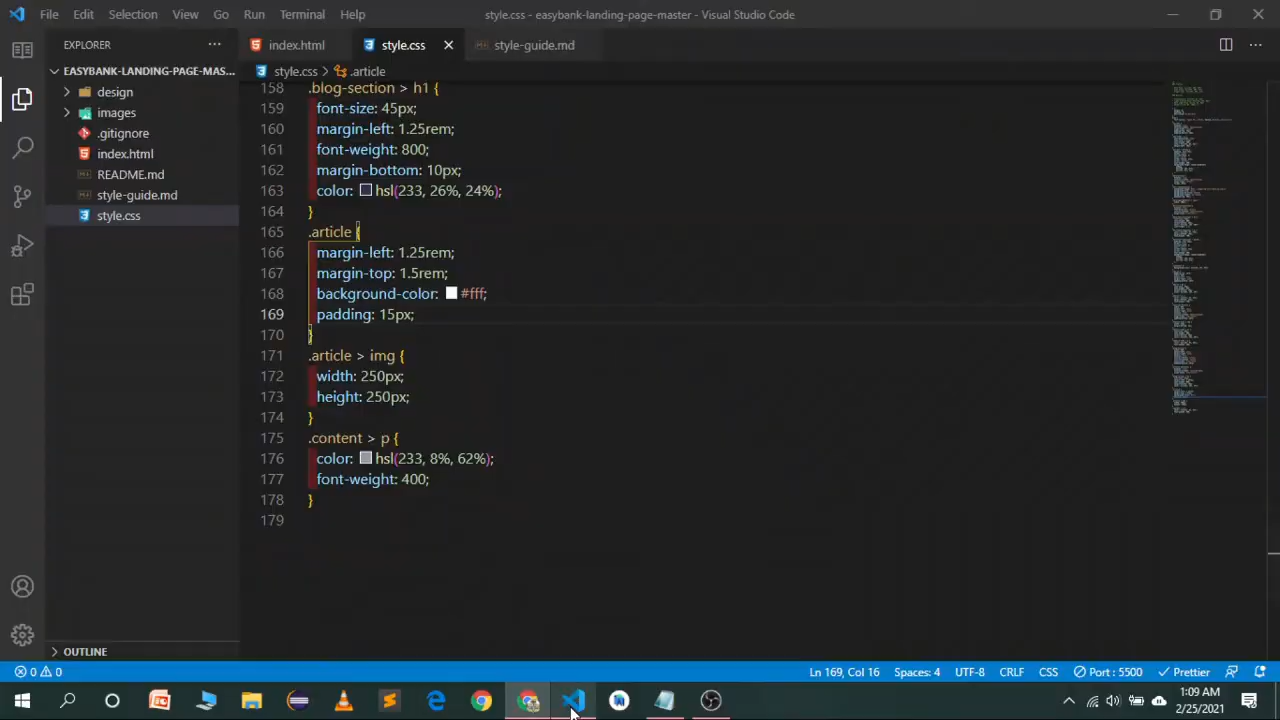 File Edit Selection View Go Run Terminal Help style.css - easybank-landing-page-master - Visual Studio Code
EXPLORER
index.html style.css style-guide.md
EASYBANK-LANDING-PAGE-MAS...
style.css > .article
design
images
.gitignore
index.html
README.md
style-guide.md
style.css
158 .blog-section > h1 {
159 font-size: 45px;
160 margin-left: 1.25rem;
161 font-weight: 800;
162 margin-bottom: 10px;
163 color: hsl(233, 26%, 24%);
164 }
165 .article {
166 margin-left: 1.25rem;
167 margin-top: 1.5rem;
168 background-color: #fff;
169 padding: 15px;
170 }
171 .article > img {
172 width: 250px;
173 height: 250px;
174 }
175 .content > p {
176 color: hsl(233, 8%, 62%);
177 font-weight: 400;
178 }
179
OUTLINE
0 0 Ln 169, Col 16 Spaces: 4 UTF-8 CRLF CSS Port : 5500 Prettier
1:09 AM
2/25/2021